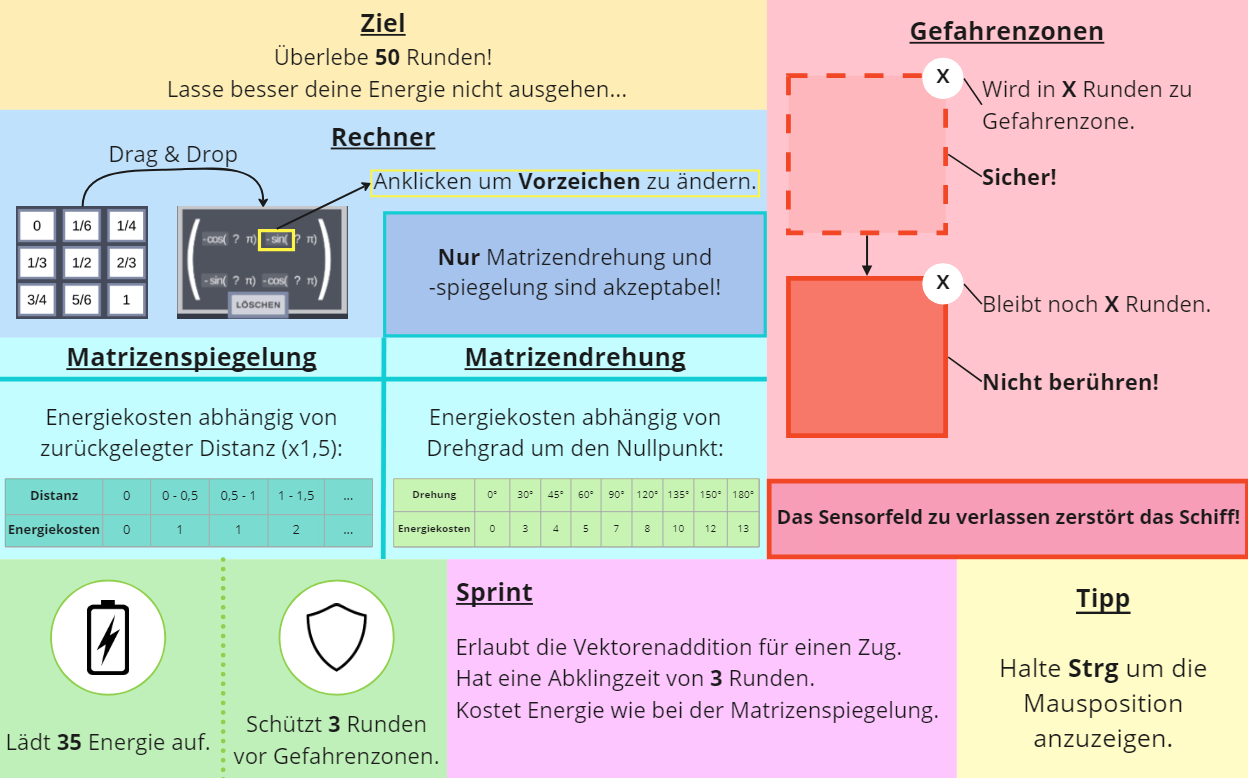 Ziel
Überlebe 50 Runden!
Lasse besser deine Energie nicht ausgehen...
Rechner
Drag & Drop
Anklicken um Vorzeichen zu ändern.
0 1/6 1/4
1/3 1/2 2/3
3/4 5/6 1
-cos( ? π) -sin( ? π)
-sin( ? π) -cos( ? π)
LÖSCHEN
Nur Matrizendrehung und
-spiegelung sind akzeptabel!
Gefahrenzonen
X
Wird in X Runden zu
Gefahrenzone.
Sicher!
X
Bleibt noch X Runden.
Nicht berühren!
Das Sensorfeld zu verlassen zerstört das Schiff!
Matrizenspiegelung
Energiekosten abhängig von
zurückgelegter Distanz (x1,5):
Distanz 0 0 - 0,5 0,5 - 1 1 - 1,5 ...
Energiekosten 0 1 1 2 ...
Matrizendrehung
Energiekosten abhängig von
Drehgrad um den Nullpunkt:
Drehung 0° 30° 45° 60° 90° 120° 135° 150° 180°
Energiekosten 0 3 4 5 7 8 10 12 13
Lädt 35 Energie auf.
Schützt 3 Runden
vor Gefahrenzonen.
Sprint
Erlaubt die Vektorenaddition für einen Zug.
Hat eine Abklingzeit von 3 Runden.
Kostet Energie wie bei der Matrizenspiegelung.
Tipp
Halte Strg um die
Mausposition
anzuzeigen.